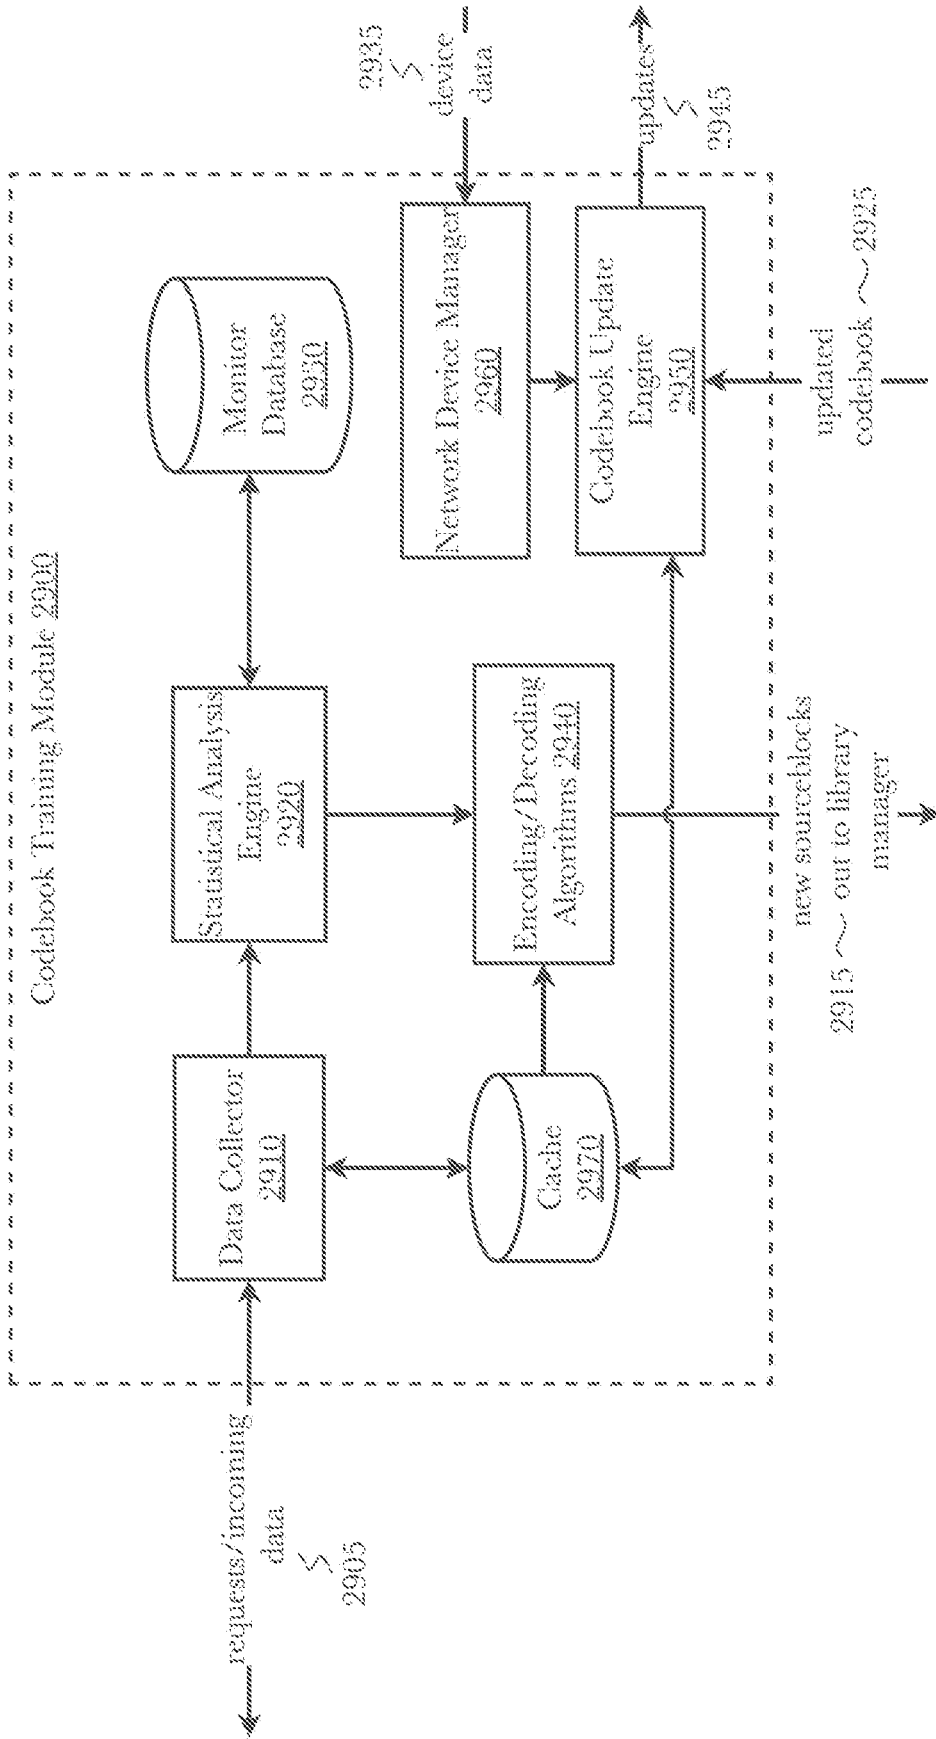 Codebook Training Module 2900
requests/incoming
data
2905
Data Collector
2910
Statistical Analysis
Engine
2920
Monitor
Database
2930
2935
device
data
Network Device Manager
2960
Cache
2970
Encoding/Decoding
Algorithms 2940
Codebook Update
Engine
2950
updates
2945
new sourceblocks
2915 out to library
manager
updated
codebook 2925